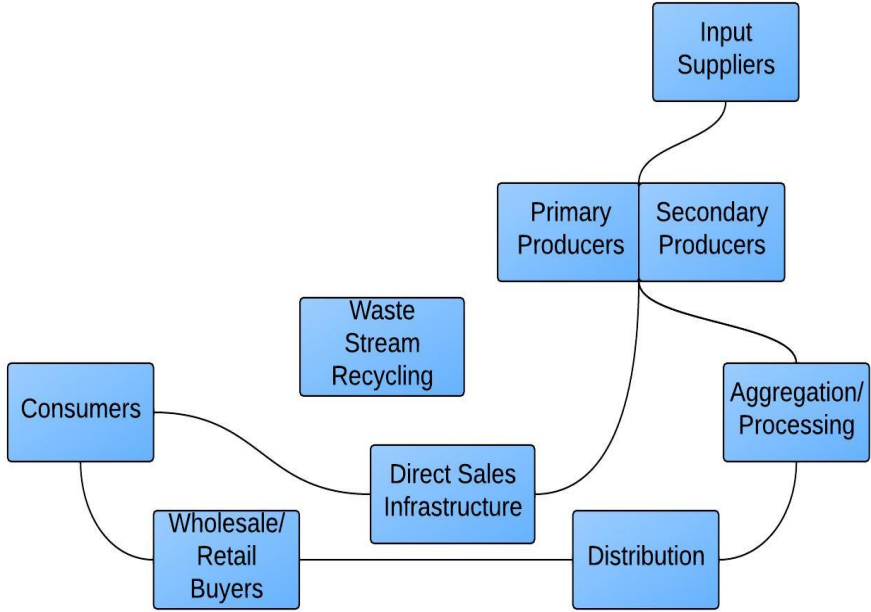 Input
Suppliers
Primary
Producers
Secondary
Producers
Waste
Stream
Recycling
Consumers
Aggregation/
Processing
Direct Sales
Infrastructure
Wholesale/
Retail
Buyers
Distribution